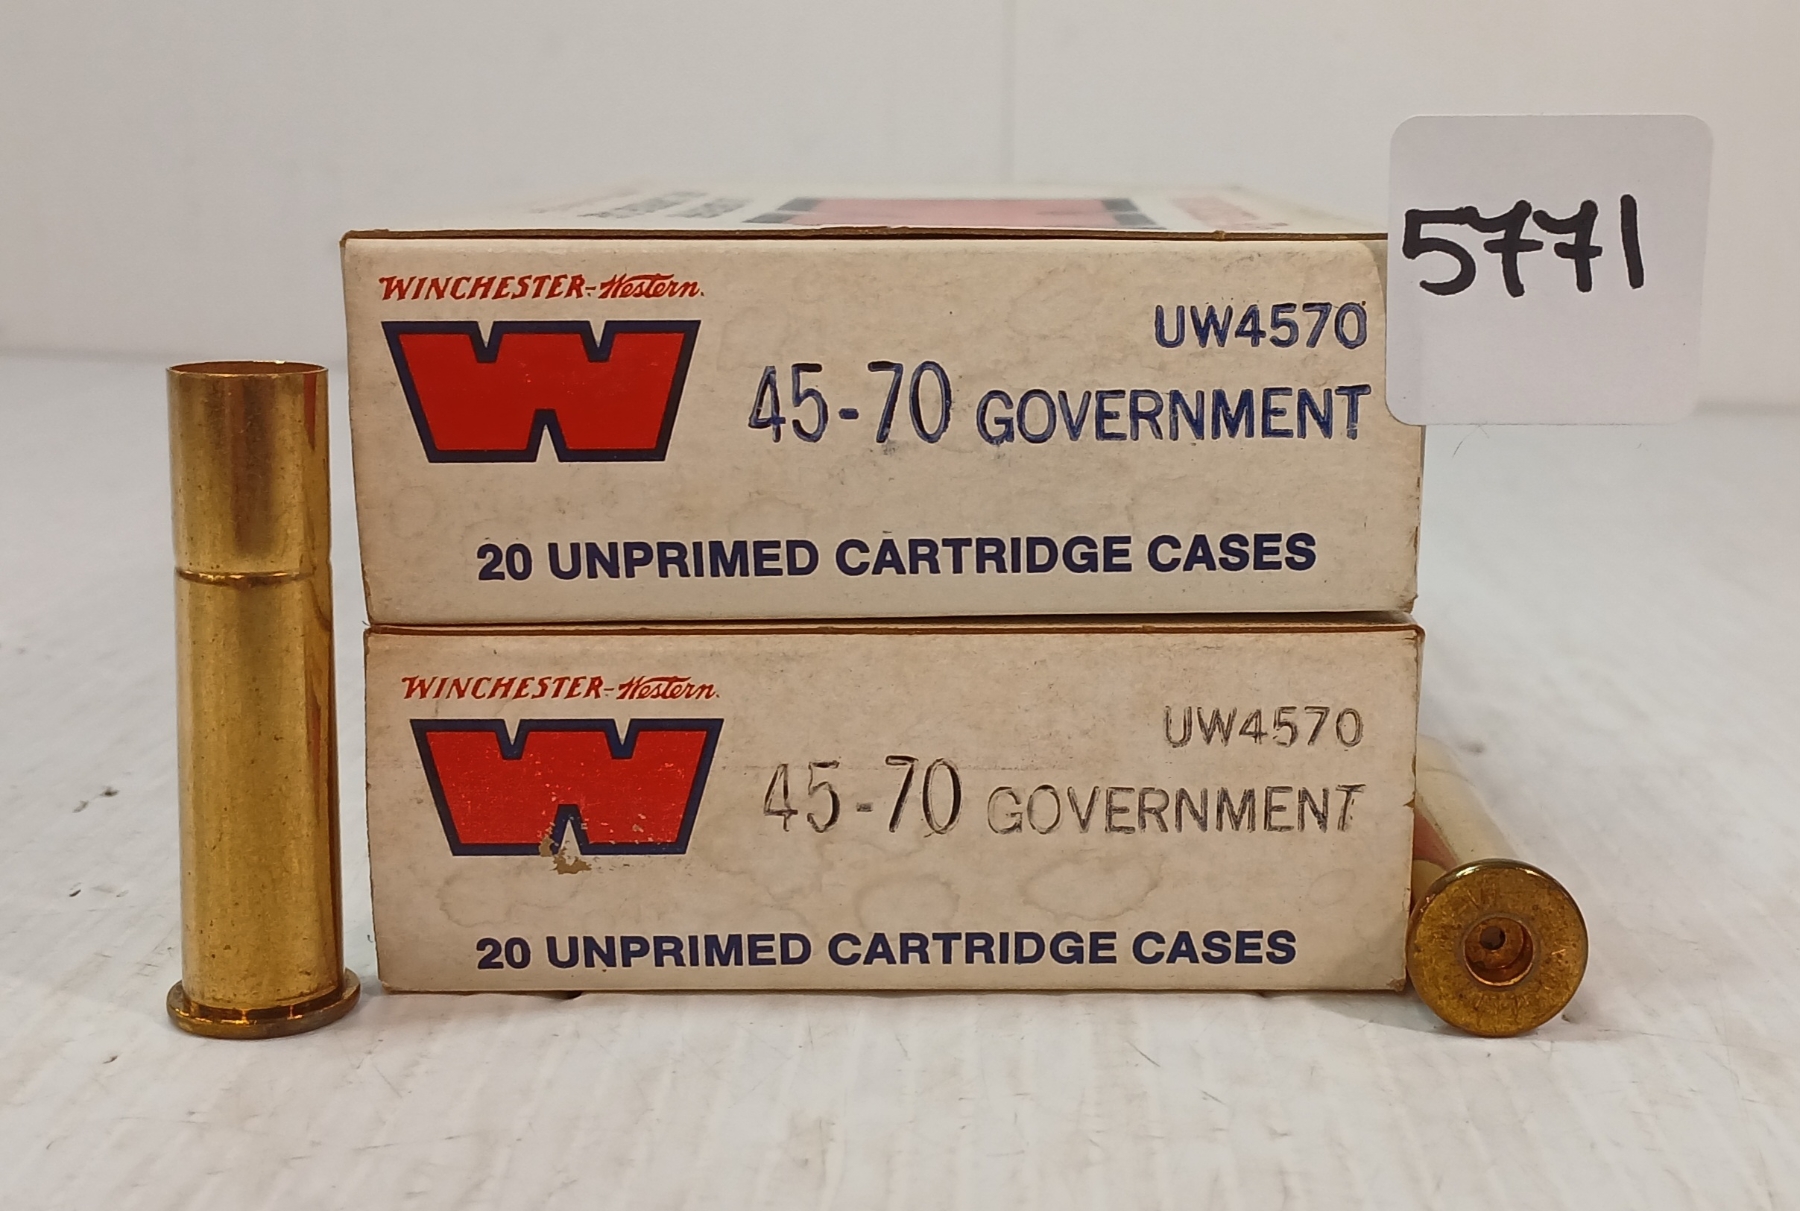 5771
WINCHESTER-Western.
W
UW4570
45-70 GOVERNMENT
20 UNPRIMED CARTRIDGE CASES
WINCHESTER-Western.
W
UW4570
45-70 GOVERNMENT
20 UNPRIMED CARTRIDGE CASES